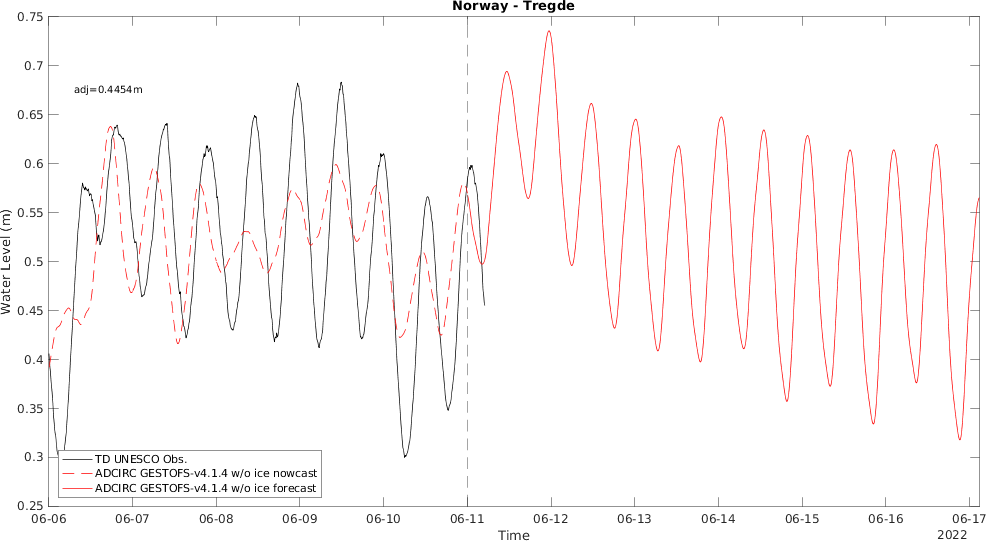 Norway - Tregde
0.75
0.7
0.65
0.6
0.55
0.5
0.45
0.4
0.35
0.3
0.25
Water Level (m)
adj=0.4454m
TD UNESCO Obs.
ADCIRC GESTOFS-v4.1.4 w/o ice nowcast
ADCIRC GESTOFS-v4.1.4 w/o ice forecast
06-06 06-07 06-08 06-09 06-10 06-11 06-12 06-13 06-14 06-15 06-16 06-17
Time
2022